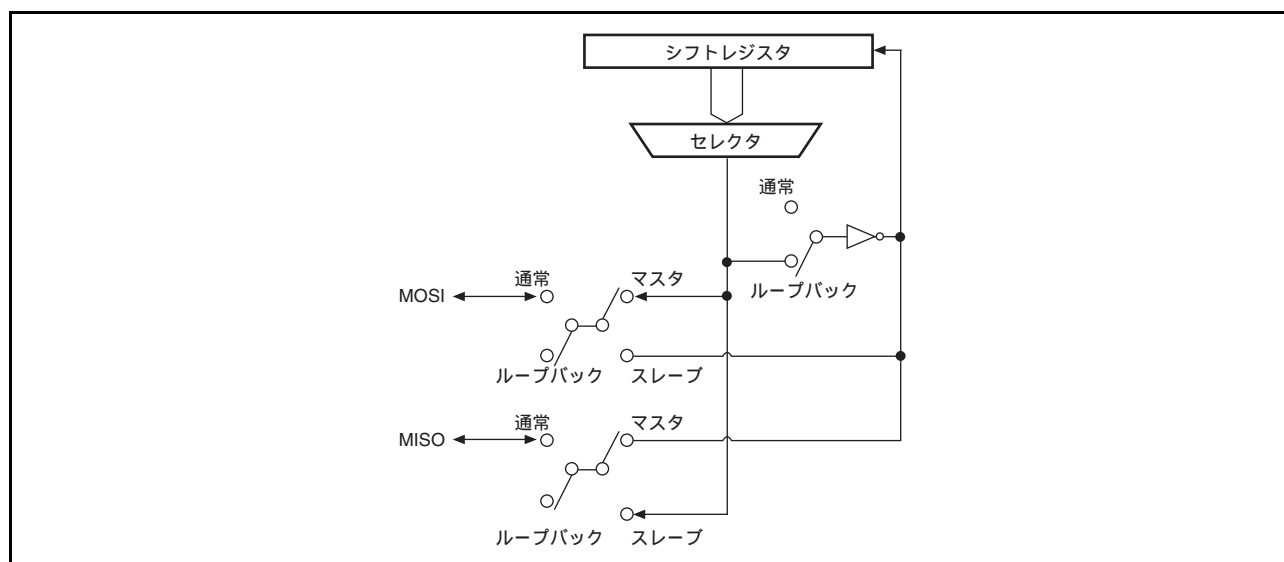 シフトレジスタ
セレクタ
通常
ループバック
通常 マスタ
MOSI
ループバック スレーブ
通常 マスタ
MISO
ループバック スレーブ